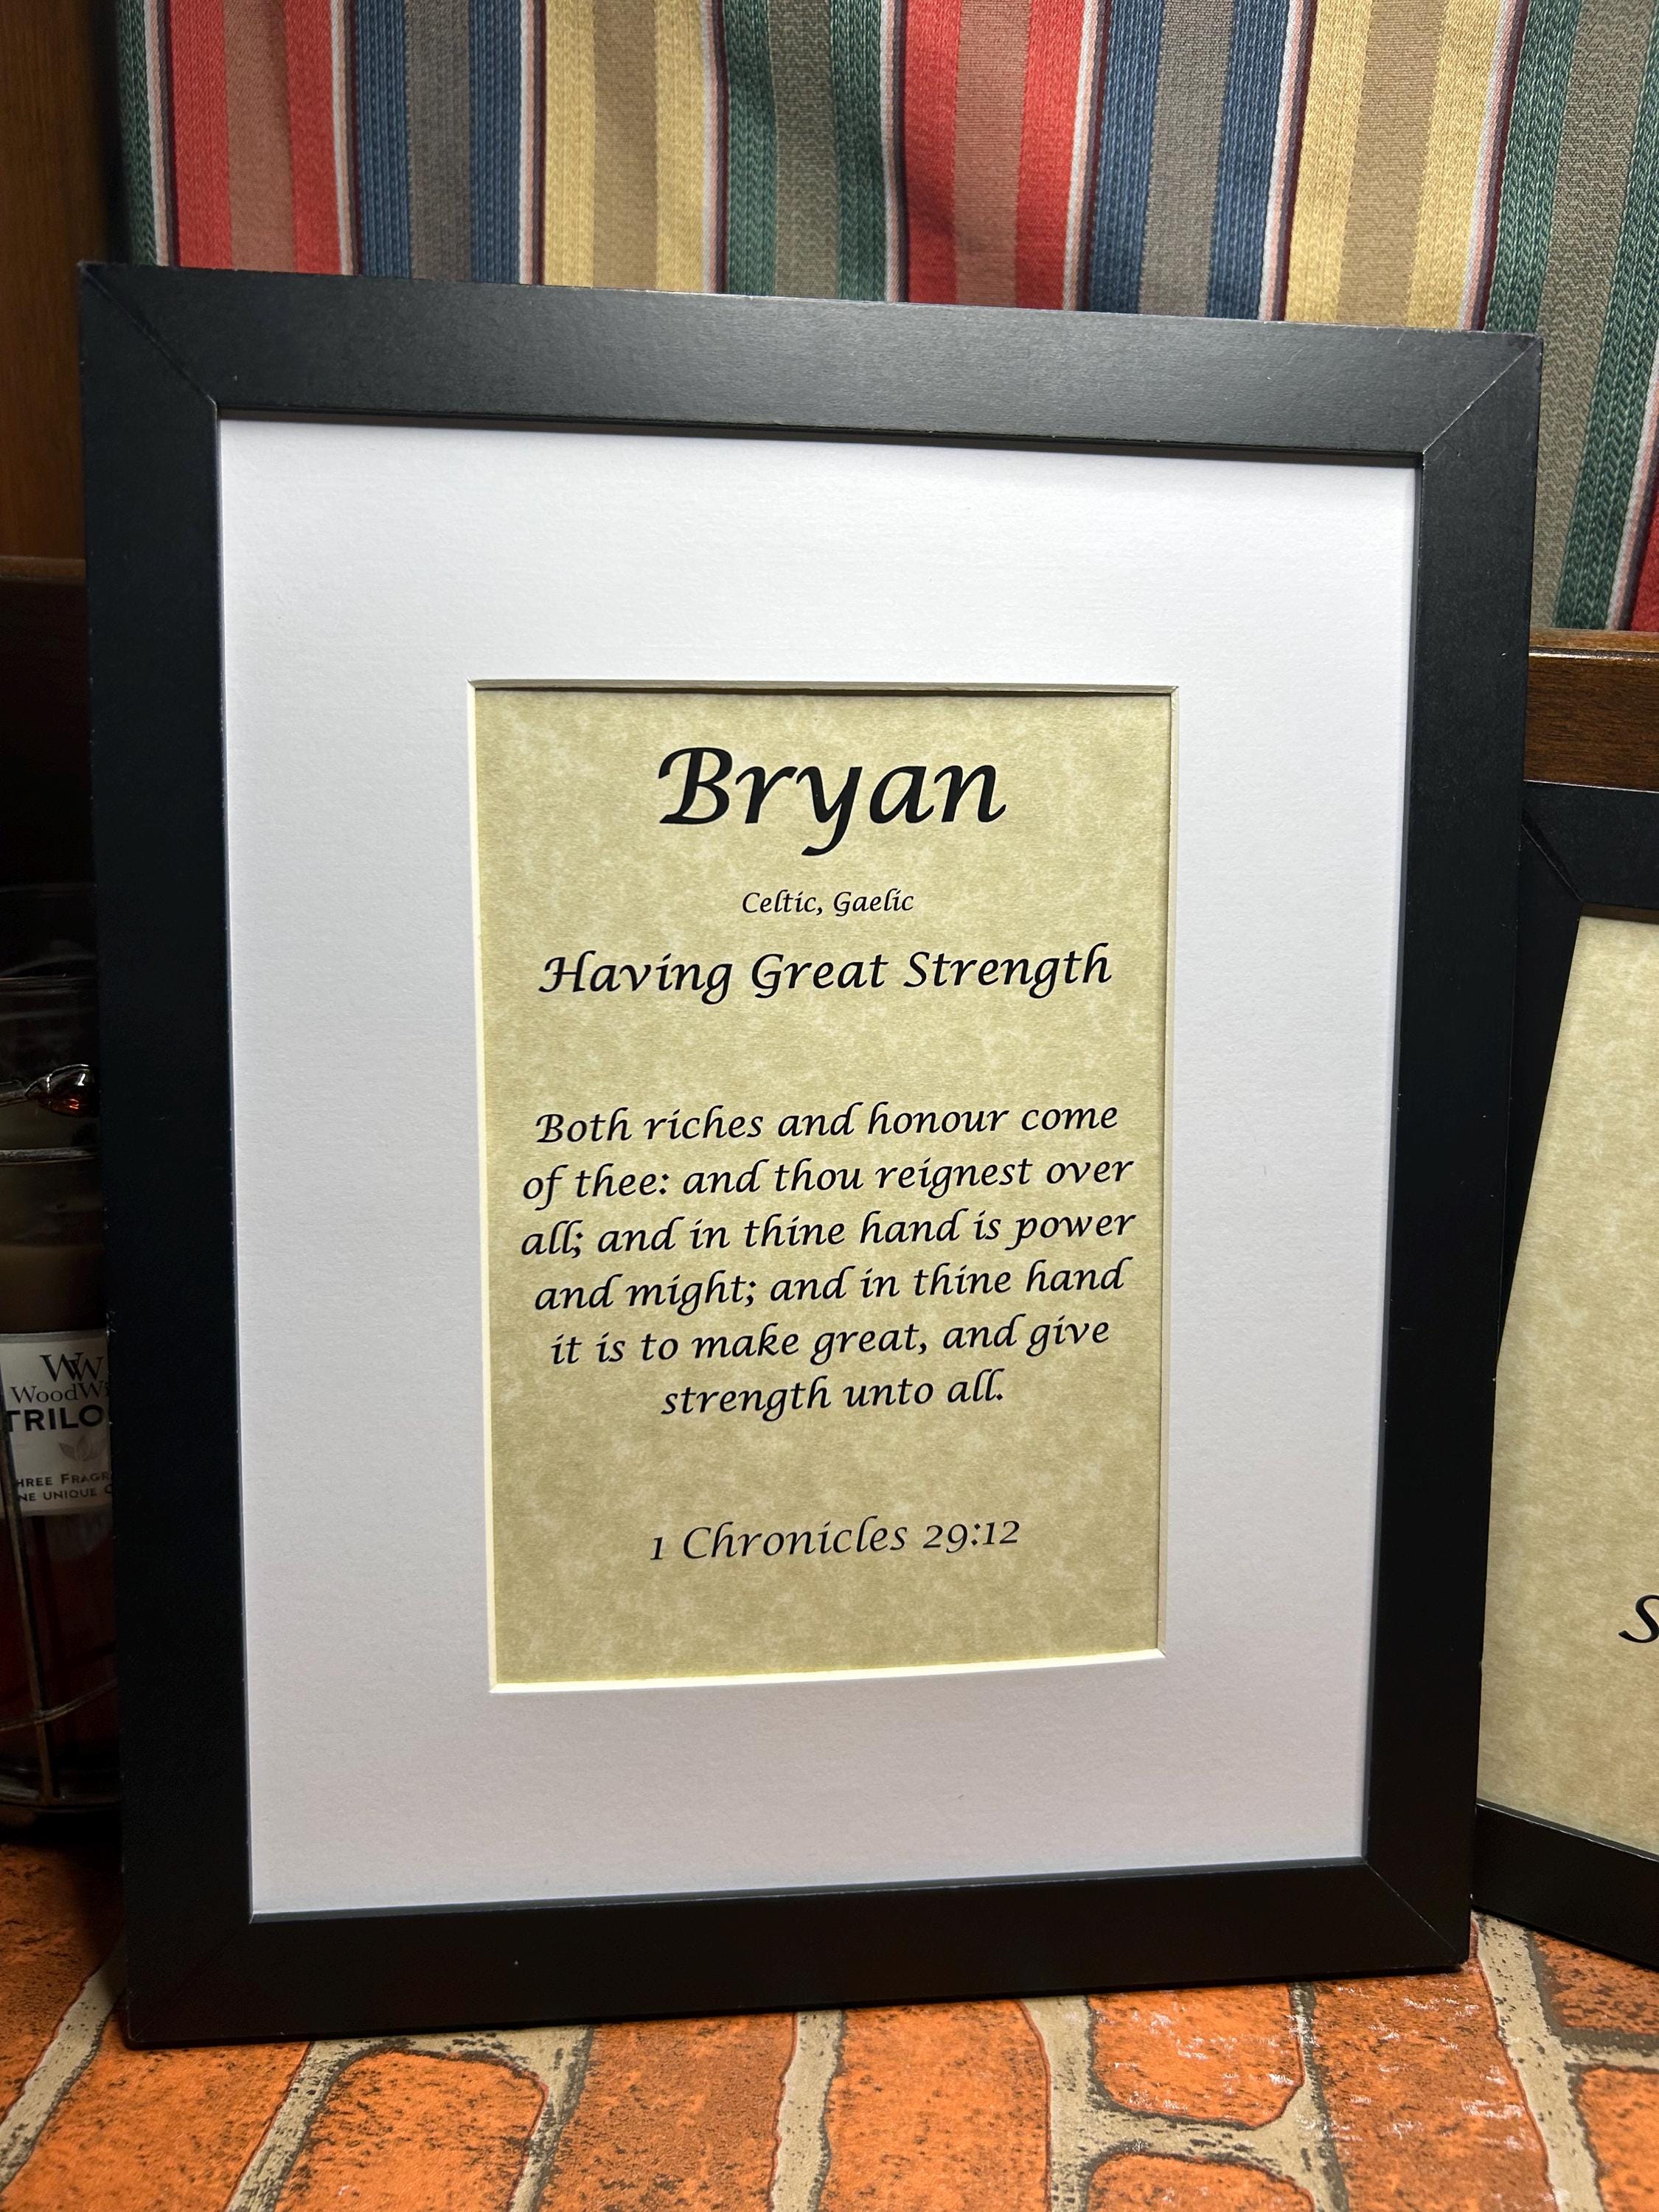 Bryan
Celtic, Gaelic
Having Great Strength
Both riches and honour come
of thee: and thou reignest over
all; and in thine hand is power
and might; and in thine hand
it is to make great, and give
strength unto all.
1 Chronicles 29:12
WW
TRILO
S